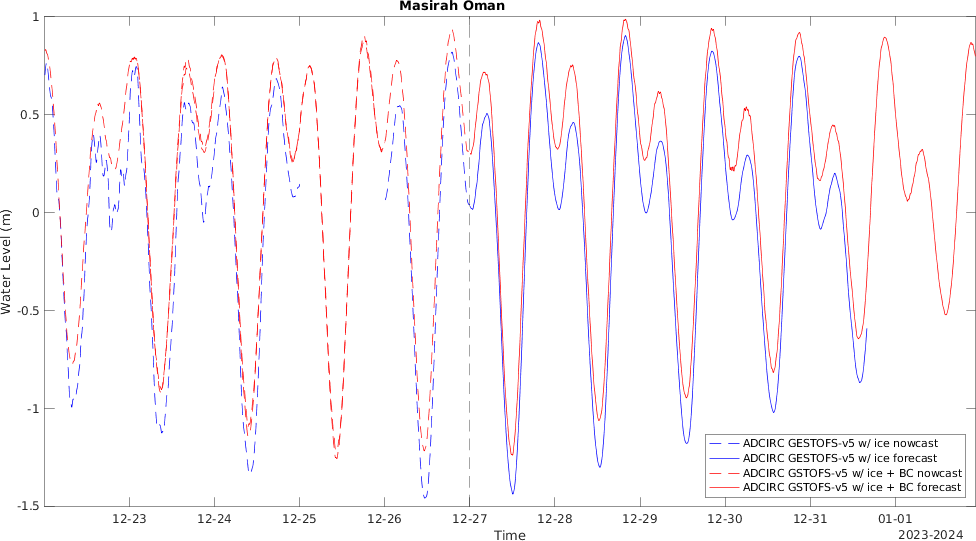 Masirah Oman
1
0.5
0
-0.5
-1
-1.5
Water Level (m)
12-23
12-24
12-25
12-26
12-27
12-28
12-29
12-30
12-31
01-01
Time
2023-2024
ADCIRC GESTOFS-v5 w/ ice nowcast
ADCIRC GESTOFS-v5 w/ ice forecast
ADCIRC GSTOFS-v5 w/ ice + BC nowcast
ADCIRC GSTOFS-v5 w/ ice + BC forecast